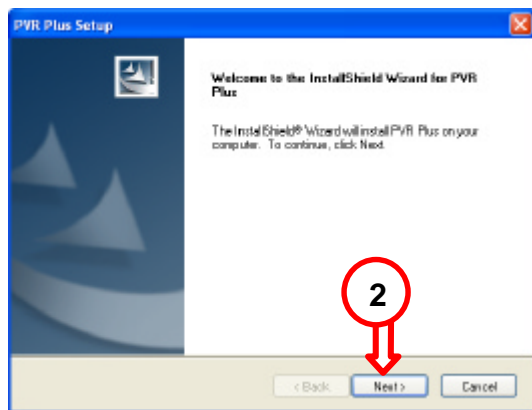 PVR Plus Setup
Welcome to the InstallShield Wizard for PVR
Plus
The InstallShield® Wizard will install PVR Plus on your
computer. To continue, click Next.
2
< Back
Next >
Cancel